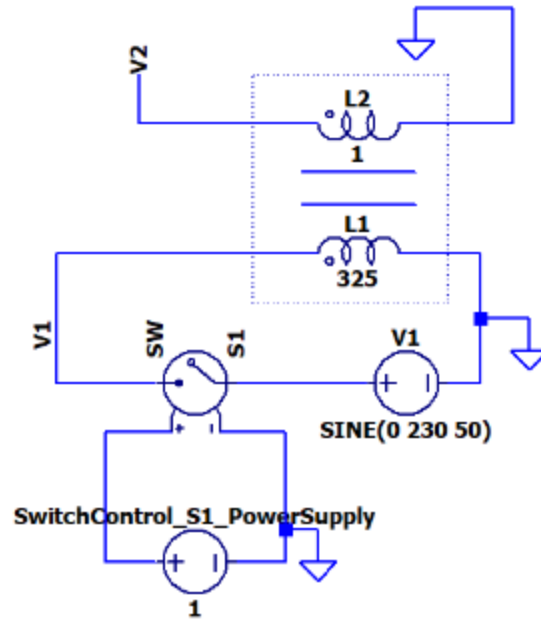 V2
L2
1
L1
325
V1
SW
S1
V1
SINE(0 230 50)
SwitchControl_S1_PowerSupply
1